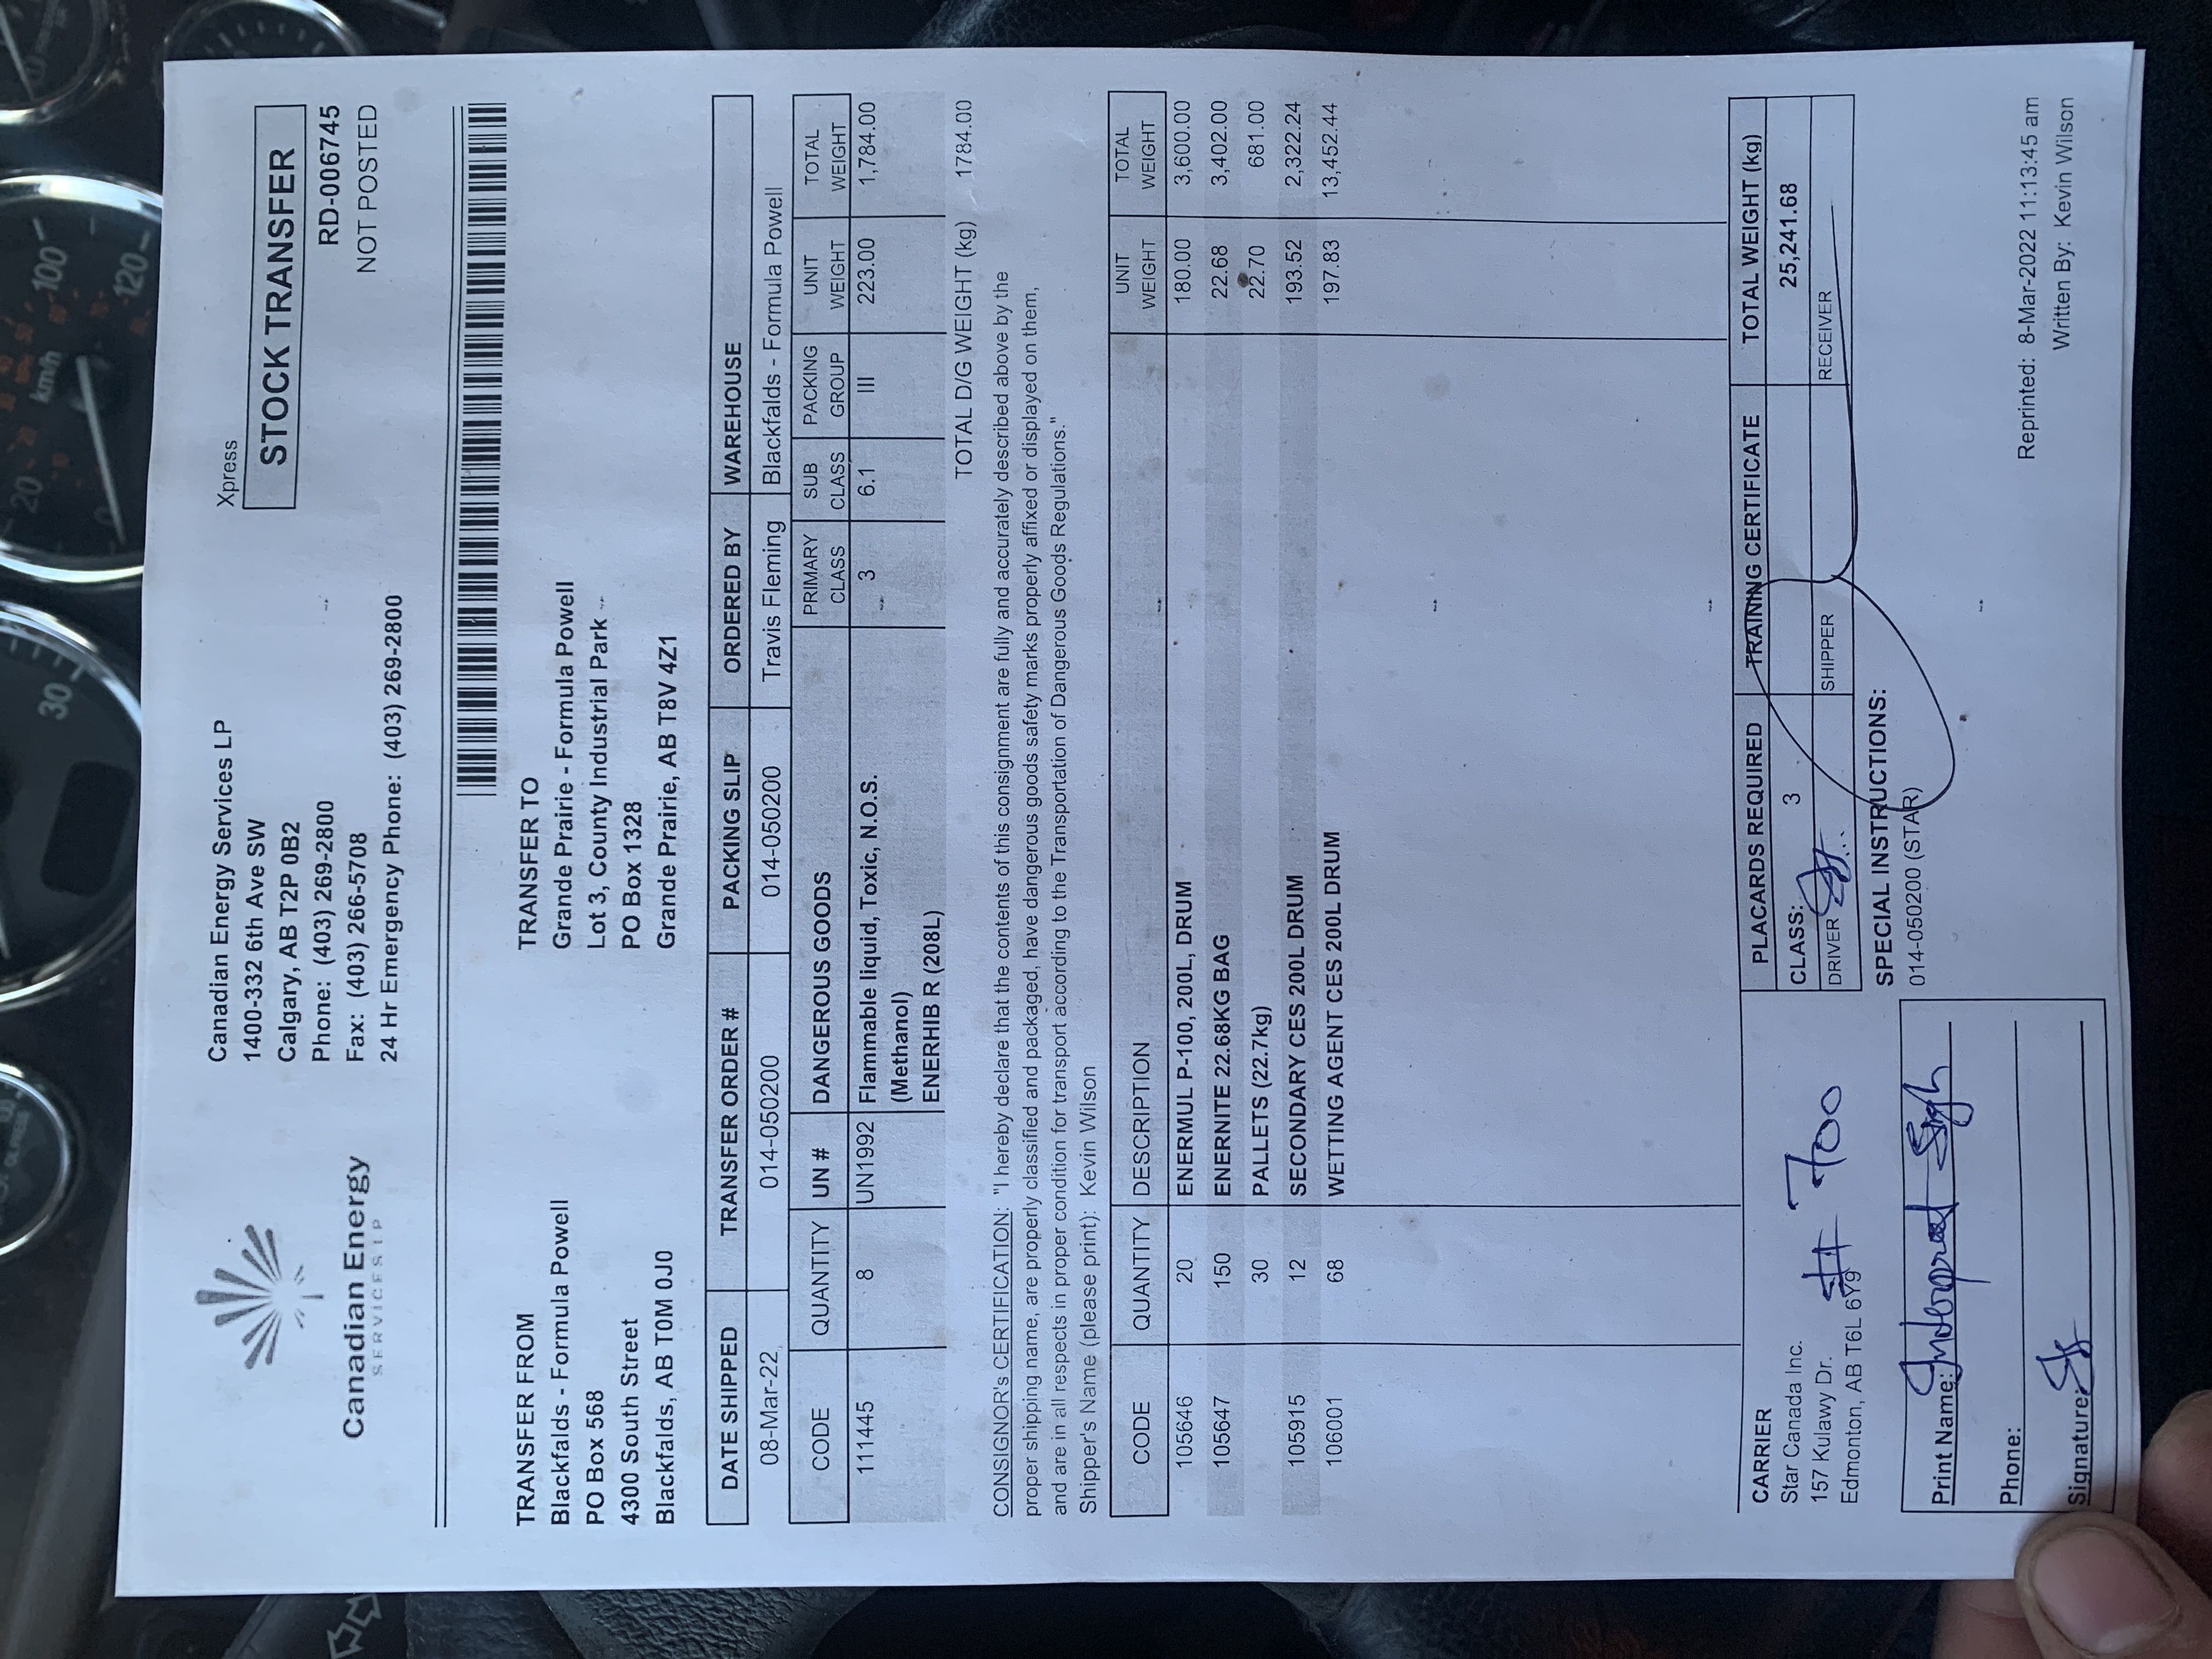 OIL PRESS
30
20
km/h
100
120
Canadian Energy
SERVICES LP
Canadian Energy Services LP
1400-332 6th Ave SW
Calgary, AB T2P 0B2
Phone: (403) 269-2800
Fax: (403) 266-5708
24 Hr Emergency Phone: (403) 269-2800
Xpress
STOCK TRANSFER
RD-006745
NOT POSTED
TRANSFER FROM
Blackfalds - Formula Powell
PO Box 568
4300 South Street
Blackfalds, AB T0M 0J0
TRANSFER TO
Grande Prairie - Formula Powell
Lot 3, County Industrial Park
PO Box 1328
Grande Prairie, AB T8V 4Z1
DATE SHIPPED TRANSFER ORDER # PACKING SLIP ORDERED BY WAREHOUSE
08-Mar-22 014-050200 014-050200 Travis Fleming Blackfalds - Formula Powell
CODE QUANTITY UN # DANGEROUS GOODS PRIMARY CLASS SUB CLASS PACKING GROUP UNIT WEIGHT TOTAL WEIGHT
111445 8 UN1992 Flammable liquid, Toxic, N.O.S. 3 6.1 III 223.00 1,784.00
(Methanol)
ENERHIB R (208L)
TOTAL D/G WEIGHT (kg) 1784.00
CONSIGNOR's CERTIFICATION: "I hereby declare that the contents of this consignment are fully and accurately described above by the
proper shipping name, are properly classified and packaged, have dangerous goods safety marks properly affixed or displayed on them,
and are in all respects in proper condition for transport according to the Transportation of Dangerous Goods Regulations."
Shipper's Name (please print): Kevin Wilson
CODE QUANTITY DESCRIPTION UNIT WEIGHT TOTAL WEIGHT
105646 20 ENERMUL P-100, 200L, DRUM 180.00 3,600.00
105647 150 ENERNITE 22.68KG BAG 22.68 3,402.00
30 PALLETS (22.7kg) 22.70 681.00
105915 12 SECONDARY CES 200L DRUM 193.52 2,322.24
106001 68 WETTING AGENT CES 200L DRUM 197.83 13,452.44
CARRIER
Star Canada Inc.
157 Kulawy Dr.
Edmonton, AB T6L 6Y9
# 700
PLACARDS REQUIRED TRAINING CERTIFICATE TOTAL WEIGHT (kg)
CLASS: 3 25,241.68
DRIVER SHIPPER RECEIVER
SPECIAL INSTRUCTIONS:
014-050200 (STAR)
Print Name: Inderpreet Sigh
Phone:
Signature:
Reprinted: 8-Mar-2022 11:13:45 am
Written By: Kevin Wilson